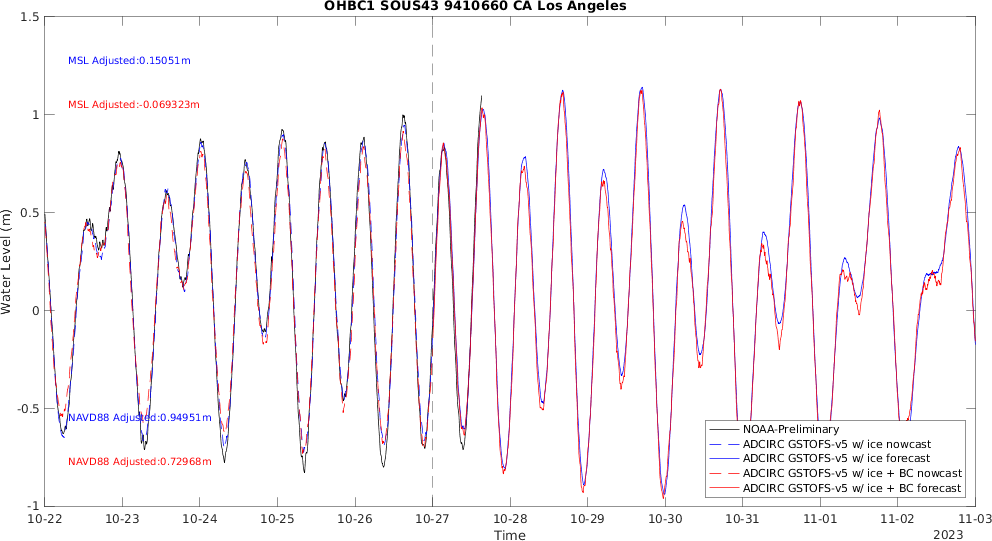 OHBC1 SOUS43 9410660 CA Los Angeles
1.5
1
0.5
0
-0.5
-1
Water Level (m)
MSL Adjusted:0.15051m
MSL Adjusted:-0.069323m
NAVD88 Adjusted:0.94951m
NAVD88 Adjusted:0.72968m
NOAA-Preliminary
ADCIRC GSTOFS-v5 w/ ice nowcast
ADCIRC GSTOFS-v5 w/ ice forecast
ADCIRC GSTOFS-v5 w/ ice + BC nowcast
ADCIRC GSTOFS-v5 w/ ice + BC forecast
10-22 10-23 10-24 10-25 10-26 10-27 10-28 10-29 10-30 10-31 11-01 11-02 11-03
Time
2023